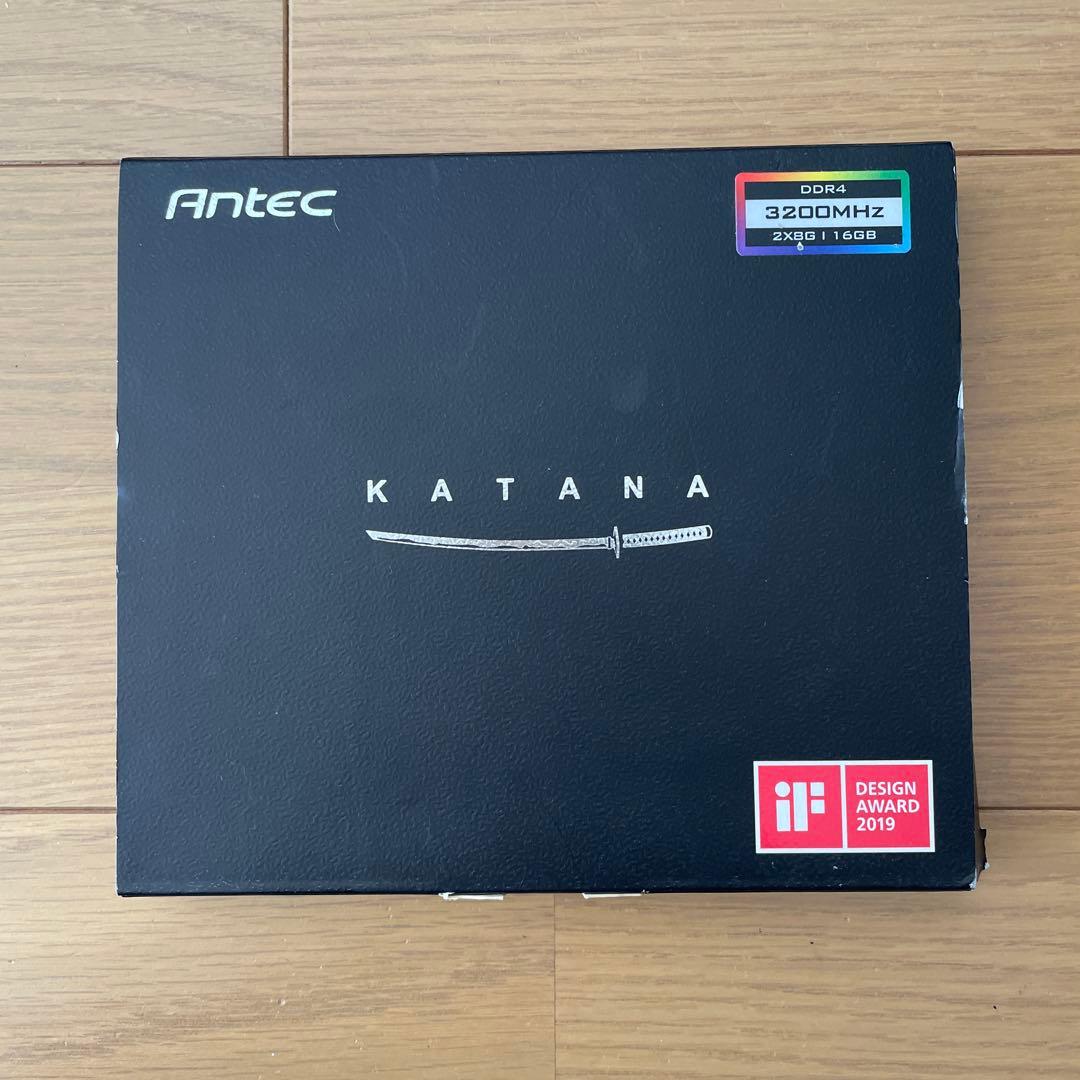 Antec
DDR4
3200MHz
2X8G | 16GB
KATANA
iF
DESIGN
AWARD
2019